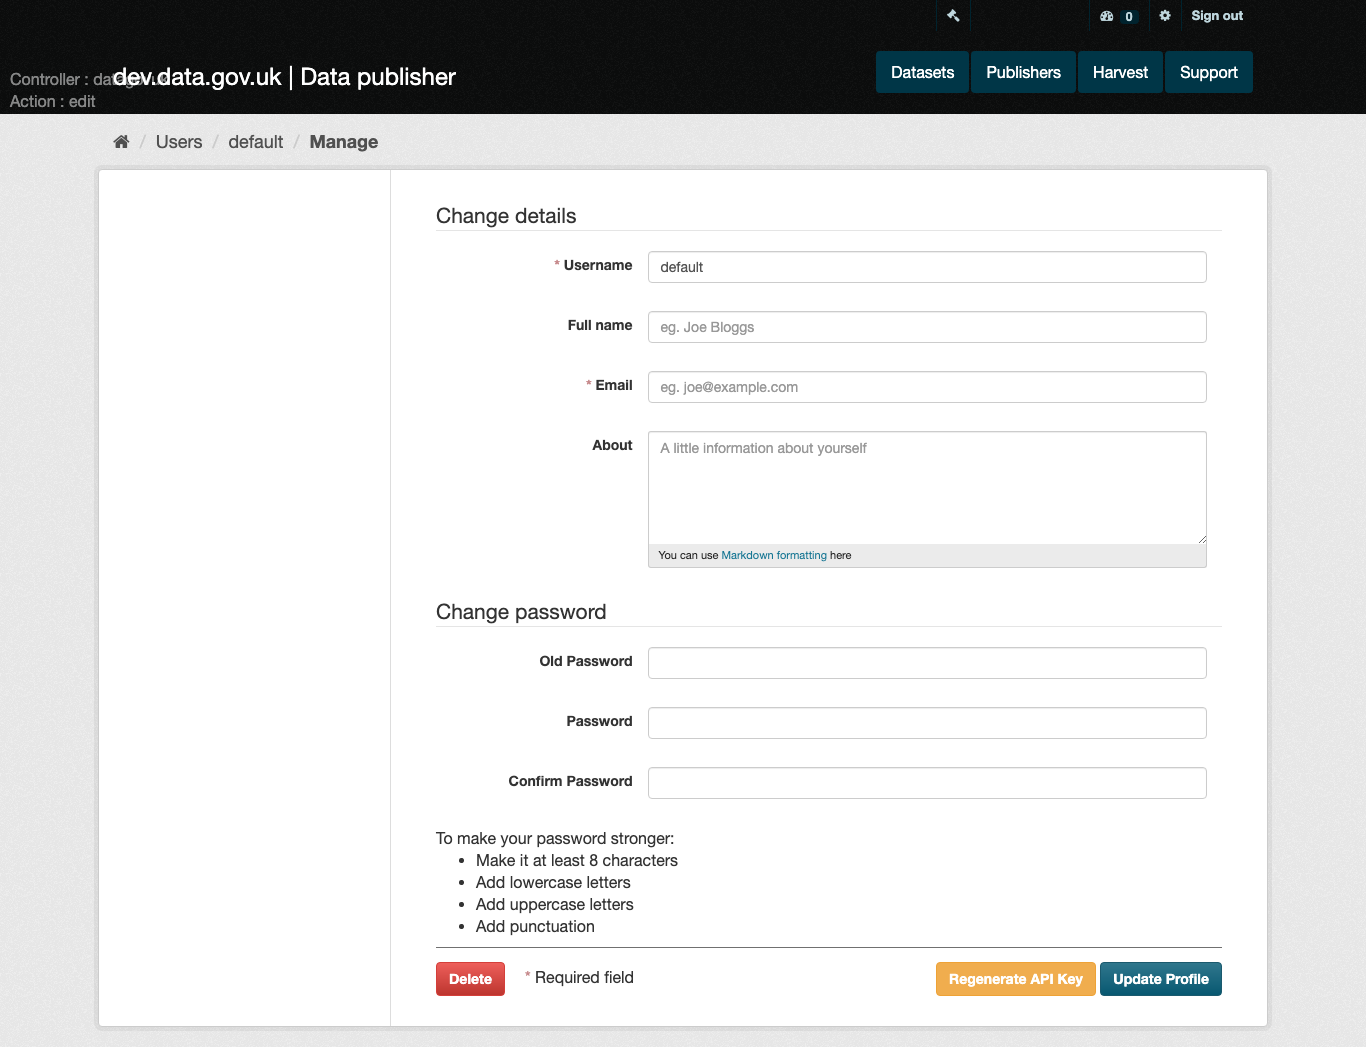 0
Sign out
Controller :
dev.data.gov.uk | Data publisher
Action : edit
Datasets
Publishers
Harvest
Support
/ Users / default / Manage
Change details
* Username
default
Full name
eg. Joe Bloggs
* Email
eg. joe@example.com
About
A little information about yourself
You can use Markdown formatting here
Change password
Old Password
Password
Confirm Password
To make your password stronger:
• Make it at least 8 characters
• Add lowercase letters
• Add uppercase letters
• Add punctuation
Delete
* Required field
Regenerate API Key
Update Profile